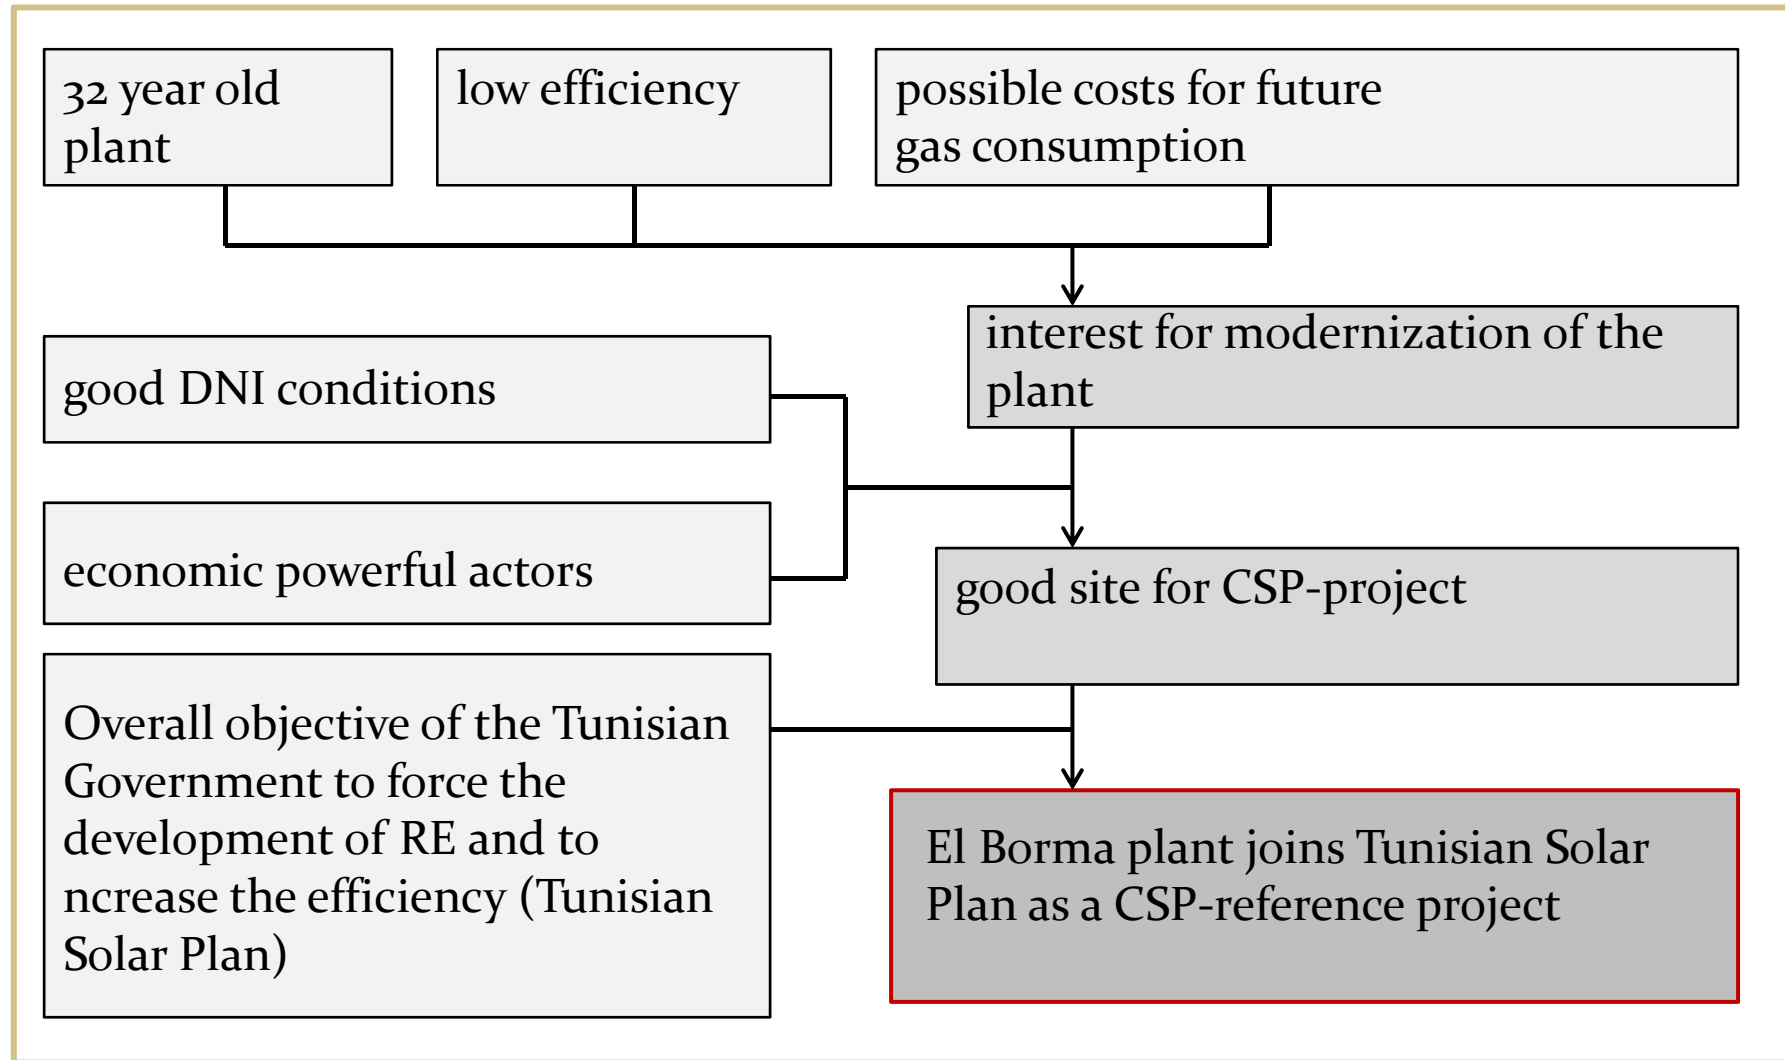 32 year old
plant
low efficiency
possible costs for future
gas consumption
interest for modernization of the
plant
good DNI conditions
economic powerful actors
good site for CSP-project
Overall objective of the Tunisian
Government to force the
development of RE and to
ncrease the efficiency (Tunisian
Solar Plan)
El Borma plant joins Tunisian Solar
Plan as a CSP-reference project